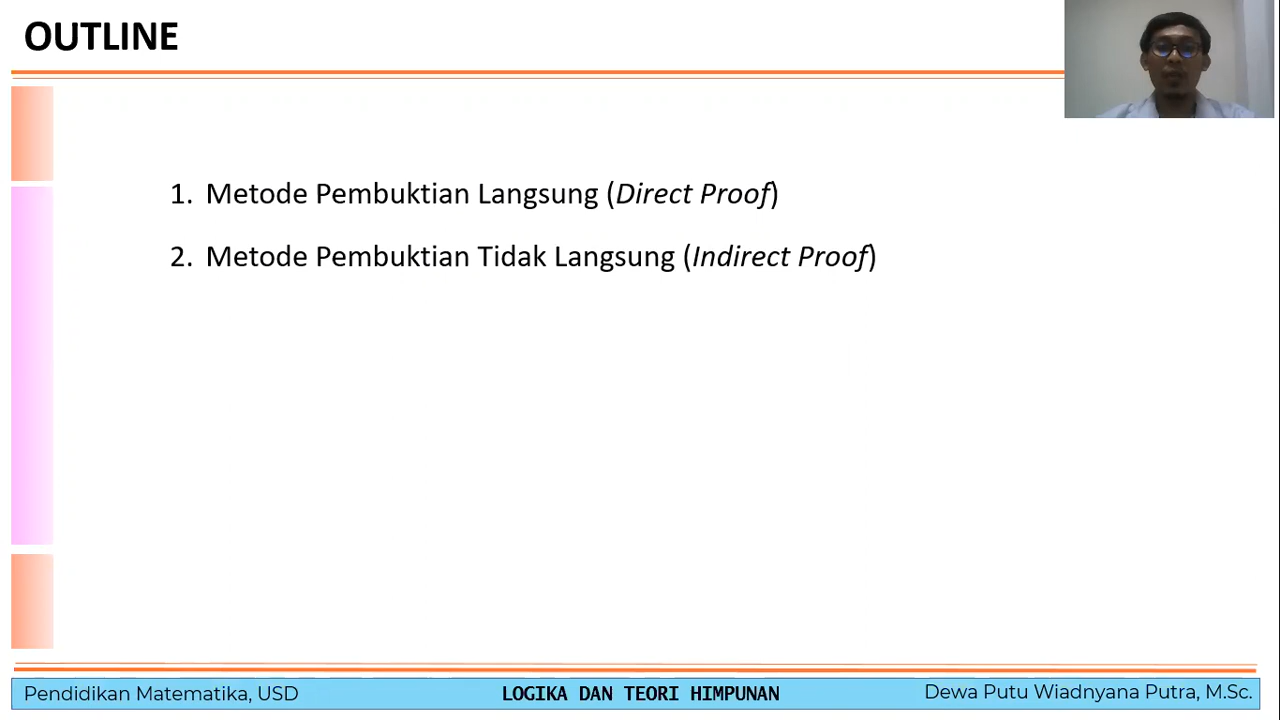 OUTLINE
1. Metode Pembuktian Langsung (Direct Proof)
2. Metode Pembuktian Tidak Langsung (Indirect Proof)
Pendidikan Matematika, USD
LOGIKA DAN TEORI HIMPUNAN
Dewa Putu Wiadnyana Putra, M.Sc.